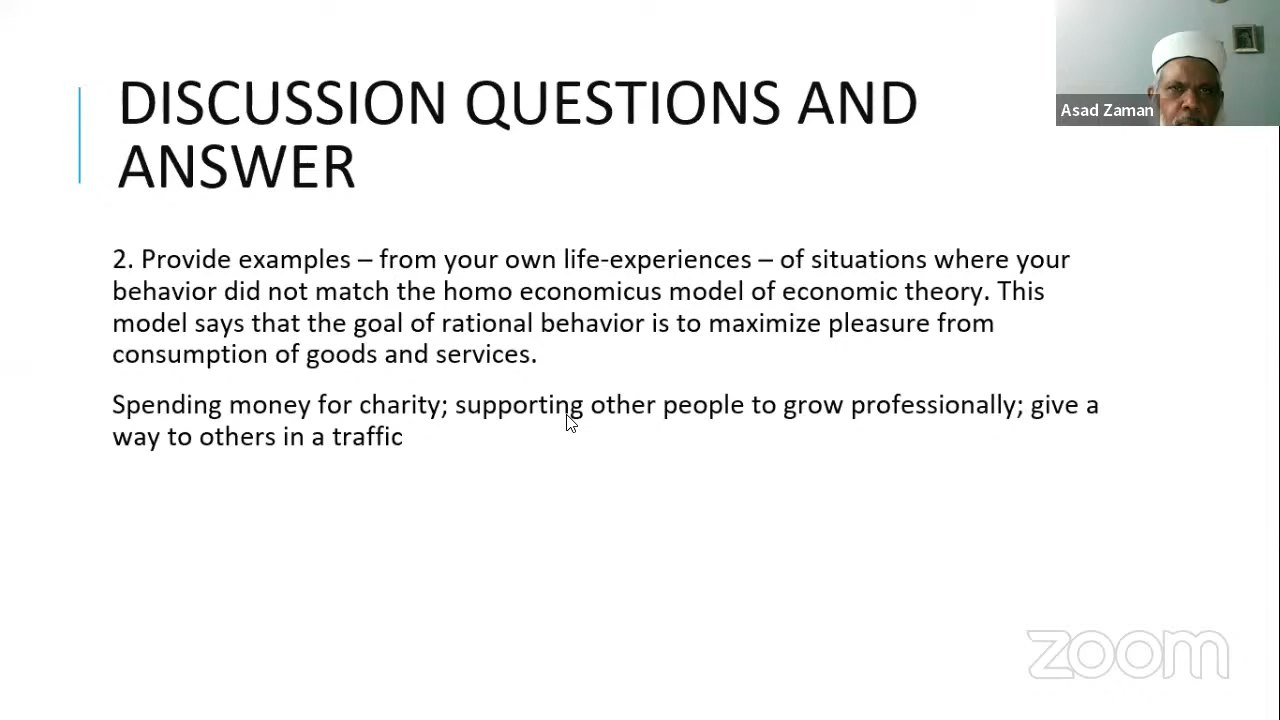 DISCUSSION QUESTIONS AND
ANSWER
Asad Zaman
2. Provide examples – from your own life-experiences – of situations where your
behavior did not match the homo economicus model of economic theory. This
model says that the goal of rational behavior is to maximize pleasure from
consumption of goods and services.
Spending money for charity; supporting other people to grow professionally; give a
way to others in a traffic
zoom